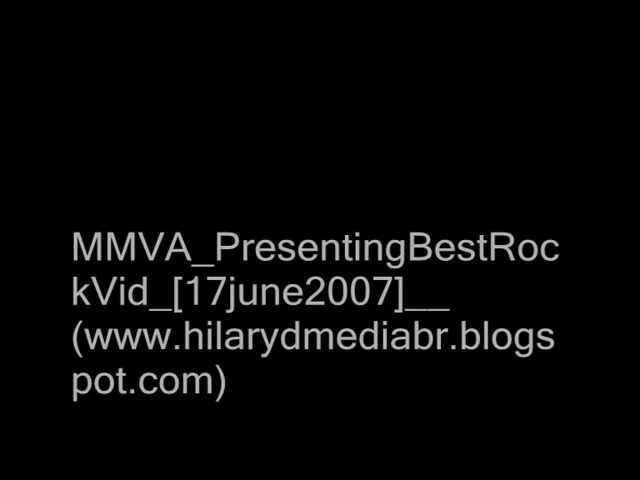 MMVA_PresentingBestRoc
kVid_[17june2007]__
(www.hilarydmediabr.blogs
pot.com)